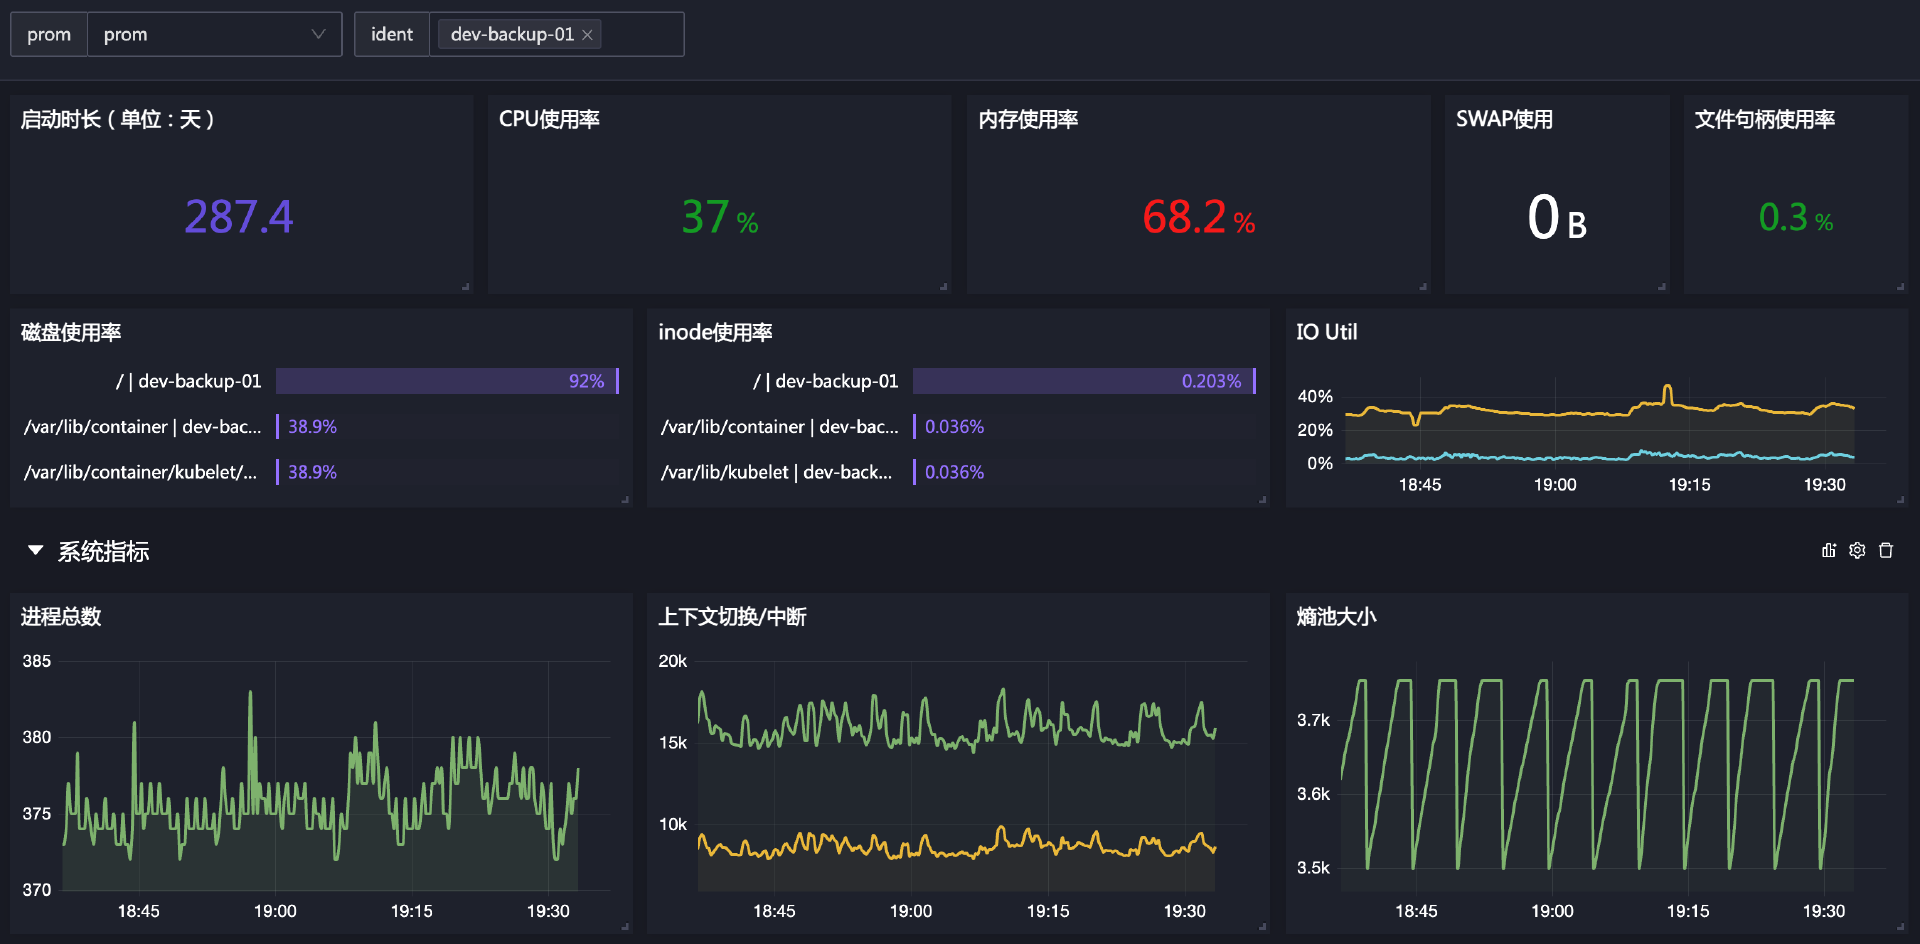 prom prom ident dev-backup-01
启动时长（单位：天）
287.4
CPU使用率
37 %
内存使用率
68.2 %
SWAP使用
0 B
文件句柄使用率
0.3 %
磁盘使用率
/ | dev-backup-01 92%
/var/lib/container | dev-bac... 38.9%
/var/lib/container/kubelet/... 38.9%
inode使用率
/ | dev-backup-01 0.203%
/var/lib/container | dev-bac... 0.036%
/var/lib/kubelet | dev-back... 0.036%
IO Util
40%
20%
0%
18:45 19:00 19:15 19:30
系统指标
进程总数
385
380
375
370
18:45 19:00 19:15 19:30
上下文切换/中断
20k
15k
10k
18:45 19:00 19:15 19:30
熵池大小
3.7k
3.6k
3.5k
18:45 19:00 19:15 19:30